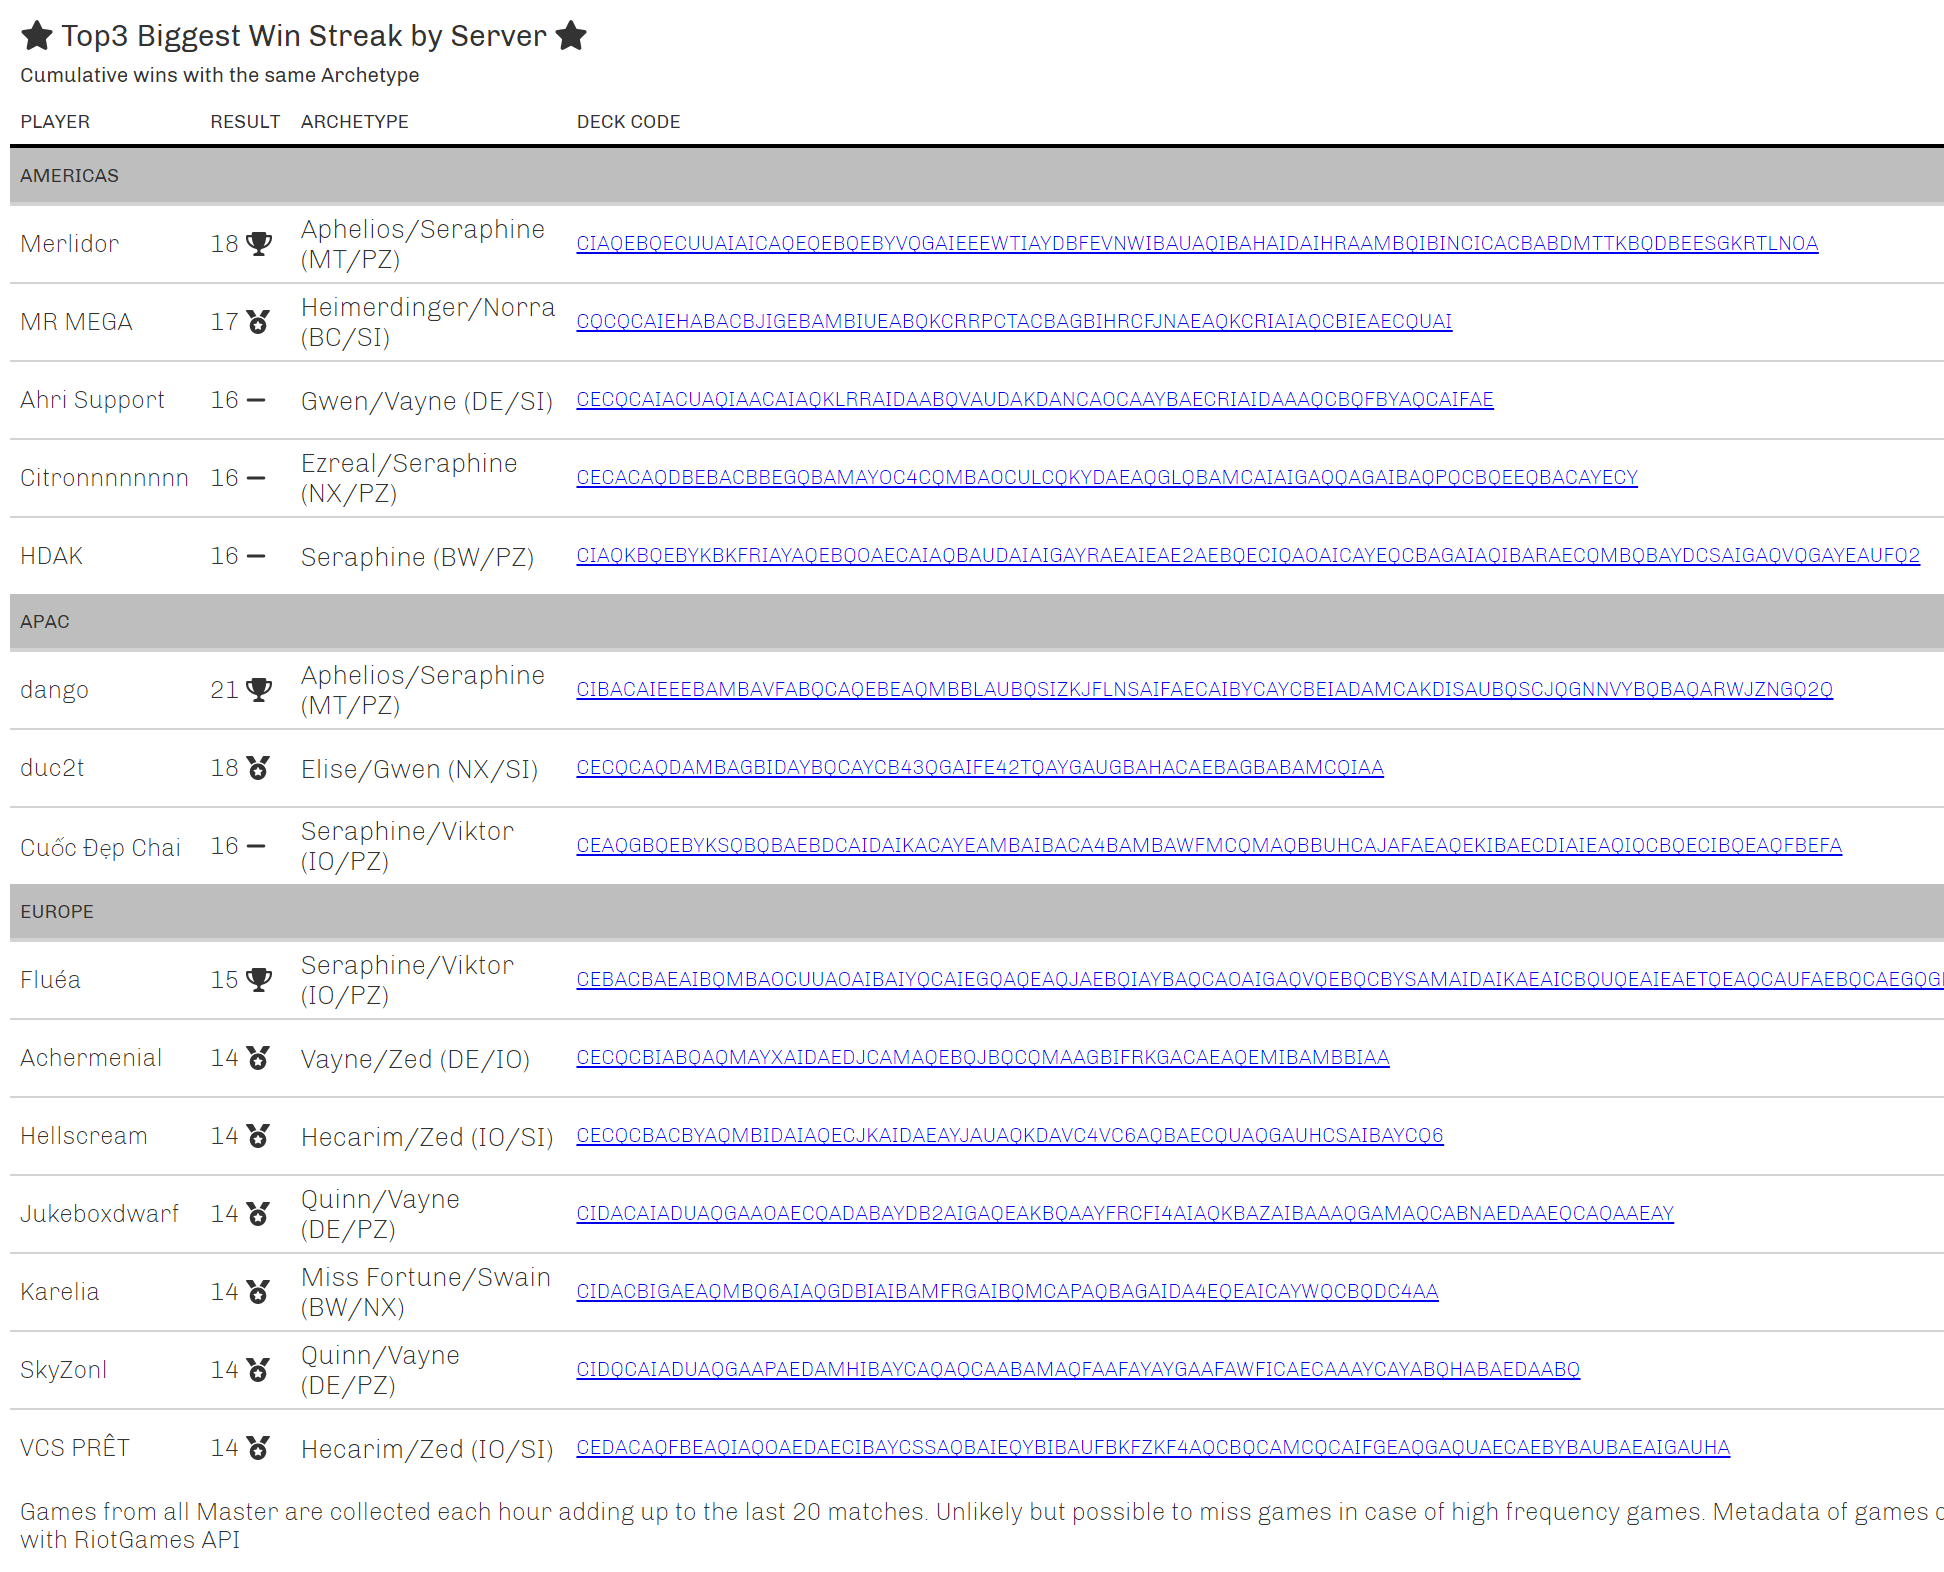 ★ Top3 Biggest Win Streak by Server ★
Cumulative wins with the same Archetype
PLAYER RESULT ARCHETYPE DECK CODE
AMERICAS
Merlidor 18 Aphelios/Seraphine (MT/PZ) CIAQEBQECUUAIAICAQEQEBQEBYVQGAIEEEWTIAYDBFEVNWIBAUAQIBAHAIDAIHRAAMBQIBINCICACBABDMTTKBQDBEESGKRTLNOA
MR MEGA 17 Heimerdinger/Norra (BC/SI) CQCQCAIEHABACBJIGEBAMBIUEABQKCRRPCTACBAGBIHRCFJNAEAQKCRIAIAQCBIEAECQUAI
Ahri Support 16 – Gwen/Vayne (DE/SI) CECQCAIACUAQIAACAIAQKLRRAIDAABQVAUDAKDANCAOCAAYBAECRIAIDAAAQCBQFBYAQCAIFAE
Citronnnnnnnn 16 – Ezreal/Seraphine (NX/PZ) CECACAQDBEBACBBEGQBAMAYOC4CQMBAOCULCQKYDAEAQGLQBAMCAIAIGAQQAGAIBAQPQCBQEEQBACAYECY
HDAK 16 – Seraphine (BW/PZ) CIAQKBQEBYKBKFRIAYAQEBQOAECAIAQBAUDAIAIGAYRAEAIEAE2AEBQECIQAOAICAYEQCBAGAIAQIBARAECQMBQBAYDCSAIGAQVQGAYEAUFQ2
APAC
dango 21 Aphelios/Seraphine (MT/PZ) CIBACAIEEEBAMBAVFABQCAQEBEAQMBBLAUBQSIZKJFLNSAIFAECAIBYCAYCBEIADAMCAKDISAUBQSCJQGNNVYBQBAQARWJZNGQ2Q
duc2t 18 Elise/Gwen (NX/SI) CECQCAQDAMBAGBIDAYBQCAYCB43QGAIFE42TQAYGAUGBAHACAEBAGBABAMCQIAA
Cuốc Đẹp Chai 16 – Seraphine/Viktor (IO/PZ) CEAQGBQEBYKSQBQBAEBDCAIDAIKACAYEAMBAIBACA4BAMBAWFMCQMAQBBUHCAJAFAEAQEKIBAECDIAIEAQIQCBQECIBQEAQFBEFA
EUROPE
Fluéa 15 Seraphine/Viktor (IO/PZ) CEBACBAEAIBQMBAOCUUAOAIBAIYQCAIEGQAQEAQJAEBQIAYBAQCAOAIGAQVQEBQCBYSAMAIDAIKAEAICBQUQEAIEAETQEAQCAUFAEBQCAEGQG
Achermenial 14 Vayne/Zed (DE/IO) CECQCBIABQAQMAYXAIDAEDJCAMAQEBQJBQCQMAAGBIFRKGACAEAQEMIBAMBBIAA
Hellscream 14 Hecarim/Zed (IO/SI) CECQCBACBYAQMBIDAIAQECJKAIDAEAYJAUAQKDAVC4VC6AQBAECQUAQGAUHCSAIBAYCQ6
Jukeboxdwarf 14 Quinn/Vayne (DE/PZ) CIDACAIADUAQGAAOAECQADABAYDB2AIGAQEAKBQAAYFRCFI4AIAQKBAZAIBAAAQGAMAQCABNAEDAAEQCAQAAEAY
Karelia 14 Miss Fortune/Swain (BW/NX) CIDACBIGAEAQMBQ6AIAQGDBIAIBAMFRGAIBQMCAPAQBAGAIDA4EQEAICAYWQCBQDC4AA
SkyZonl 14 Quinn/Vayne (DE/PZ) CIDQCAIADUAQGAAPAEDAMHIBAYCAQAQCAABAMAQFAAFAYAYGAAFAWFICAECAAAYCAYABQHABAEDAABQ
VCS PRÊT 14 Hecarim/Zed (IO/SI) CEDACAQFBEAQIAQOAEDAECIBAYCSSAQBAIEQYBIBAUFBKFZKF4AQCBQCAMCQCAIFGEAQGAQUAECAEBYBAUBAEAIGAUHA
Games from all Master are collected each hour adding up to the last 20 matches. Unlikely but possible to miss games in case of high frequency games. Metadata of games
with RiotGames API